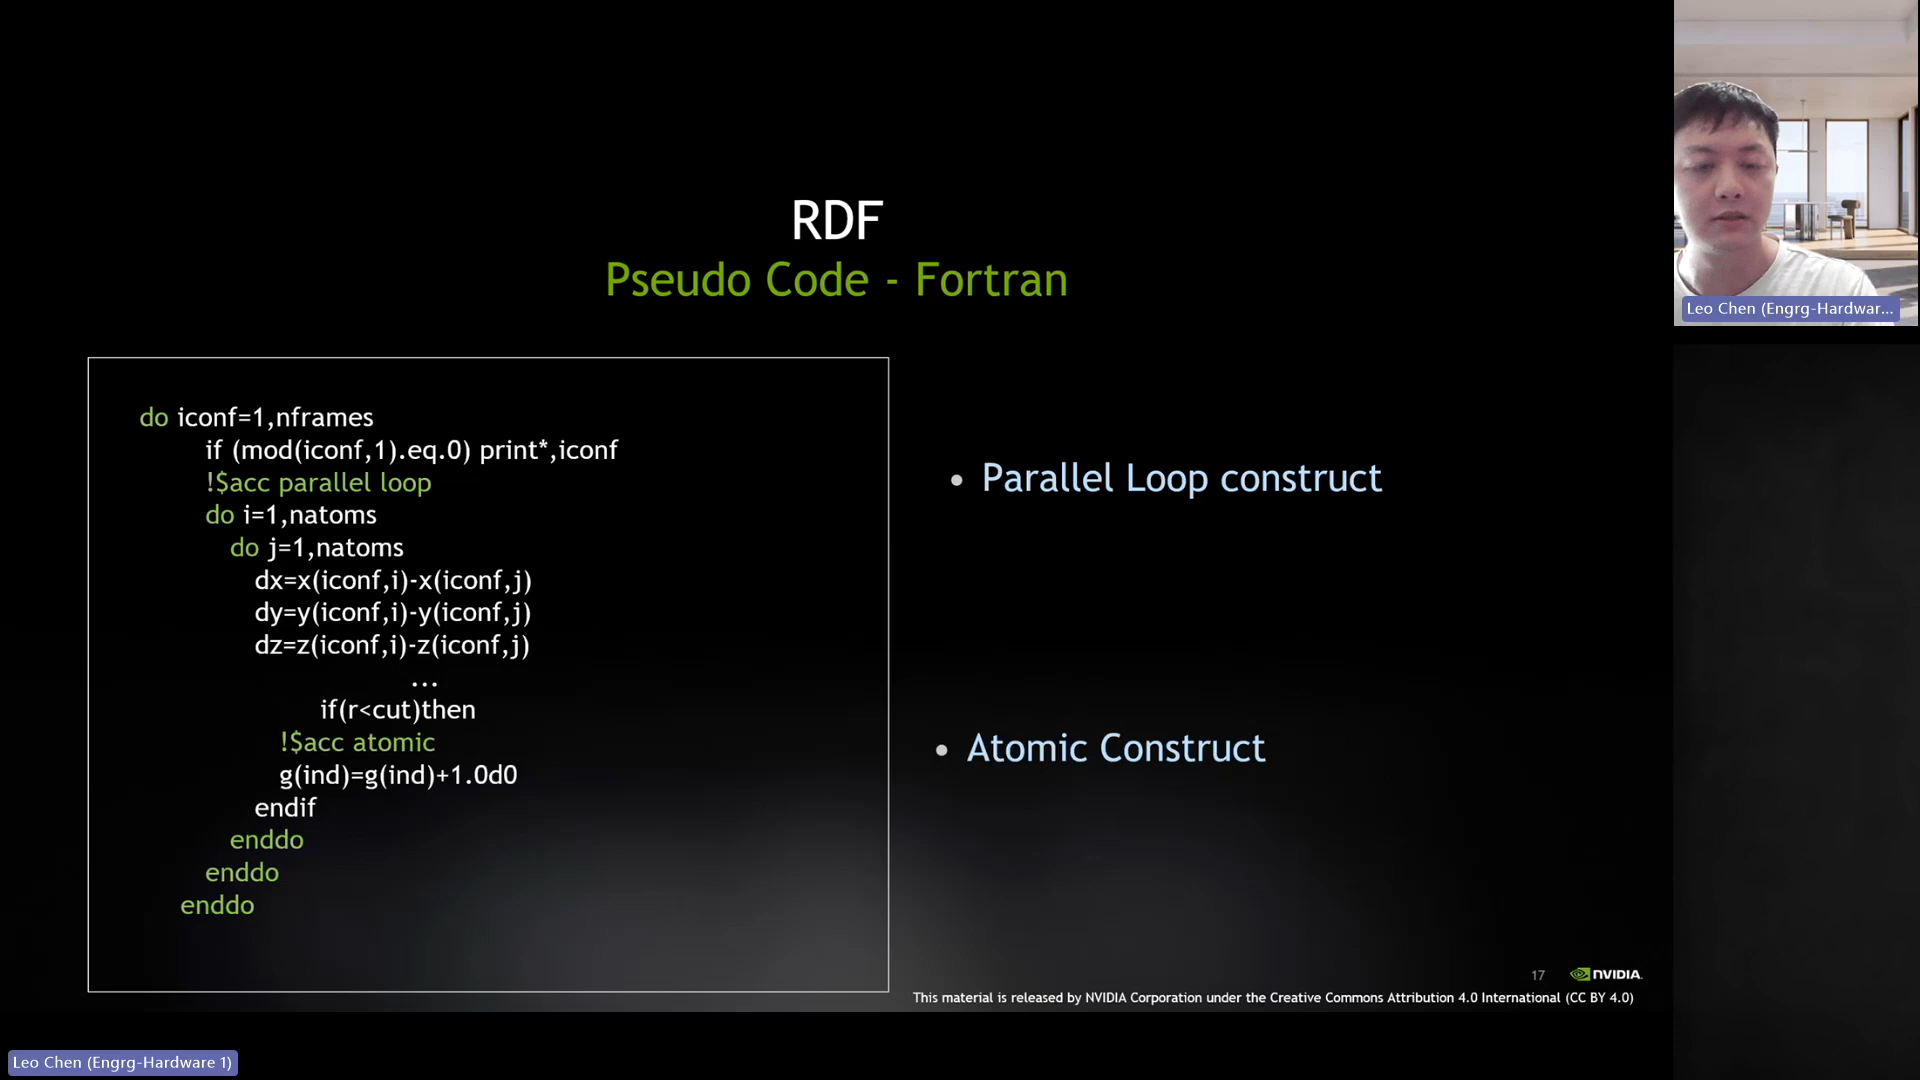 RDF
Pseudo Code - Fortran
do iconf=1,nframes
if (mod(iconf,1).eq.0) print*,iconf
!$acc parallel loop
do i=1,natoms
do j=1,natoms
dx=x(iconf,i)-x(iconf,j)
dy=y(iconf,i)-y(iconf,j)
dz=z(iconf,i)-z(iconf,j)
...
if(r<cut)then
!$acc atomic
g(ind)=g(ind)+1.0d0
endif
enddo
enddo
enddo
• Parallel Loop construct
• Atomic Construct
17
NVIDIA.
This material is released by NVIDIA Corporation under the Creative Commons Attribution 4.0 International (CC BY 4.0)
Leo Chen (Engrg-Hardwar...
Leo Chen (Engrg-Hardware 1)